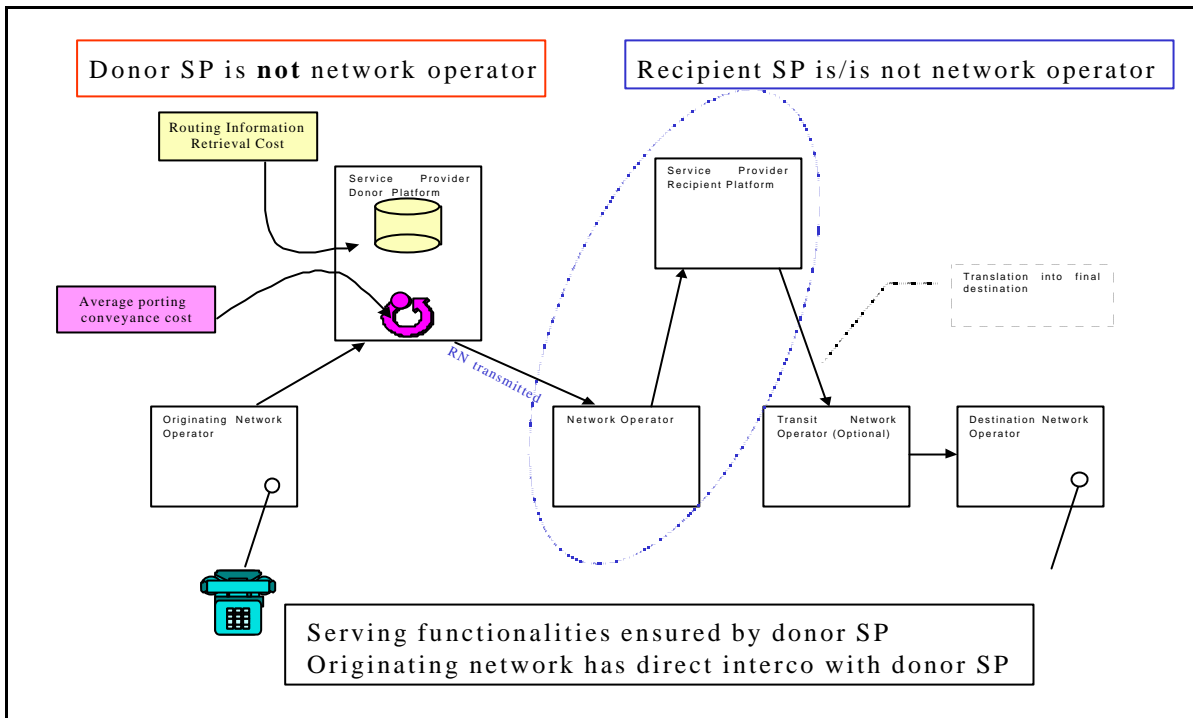 Donor SP is not network operator
Recipient SP is/is not network operator
Routing Information
Retrieval Cost
Service Provider
Donor Platform
Service Provider
Recipient Platform
Average porting
conveyance cost
Translation into final
destination
RN transmitted
Originating Network
Operator
Network Operator
Transit Network
Operator (Optional)
Destination Network
Operator
Serving functionalities ensured by donor SP
Originating network has direct interco with donor SP